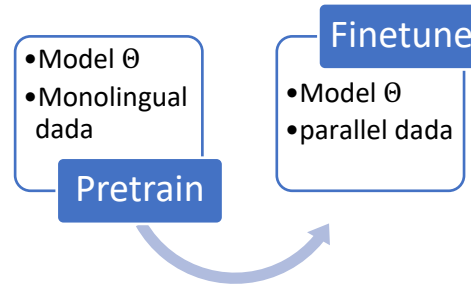 •Model Θ
•Monolingual
dada
Pretrain
Finetune
•Model Θ
•parallel dada